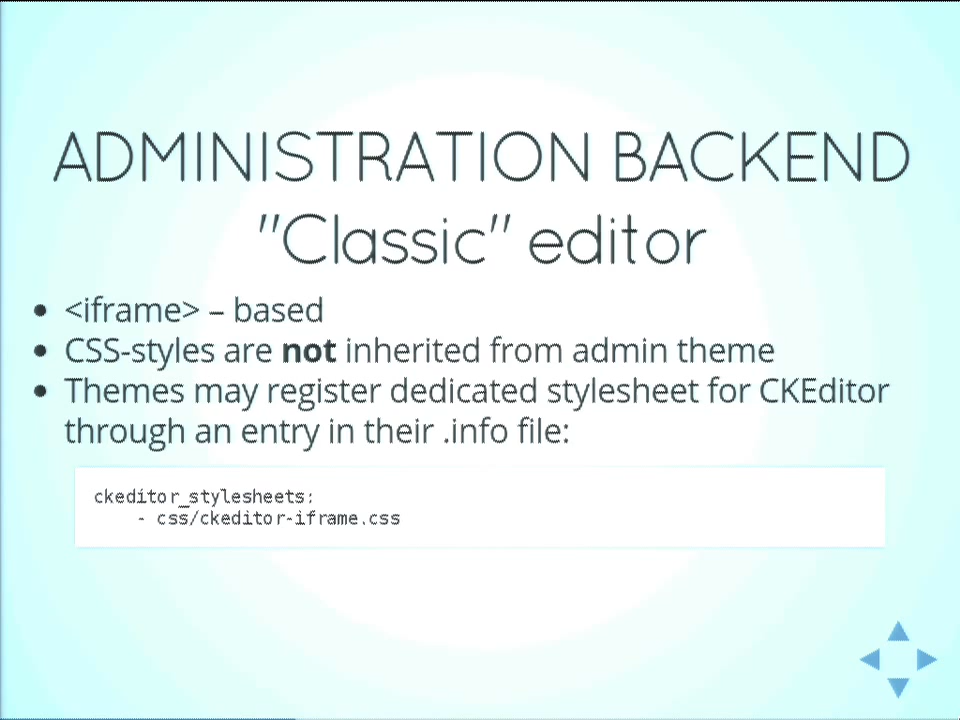 ADMINISTRATION BACKEND
"Classic" editor
• <iframe> – based
• CSS-styles are not inherited from admin theme
• Themes may register dedicated stylesheet for CKEditor
through an entry in their .info file:
ckeditor_stylesheets:
    - css/ckeditor-iframe.css